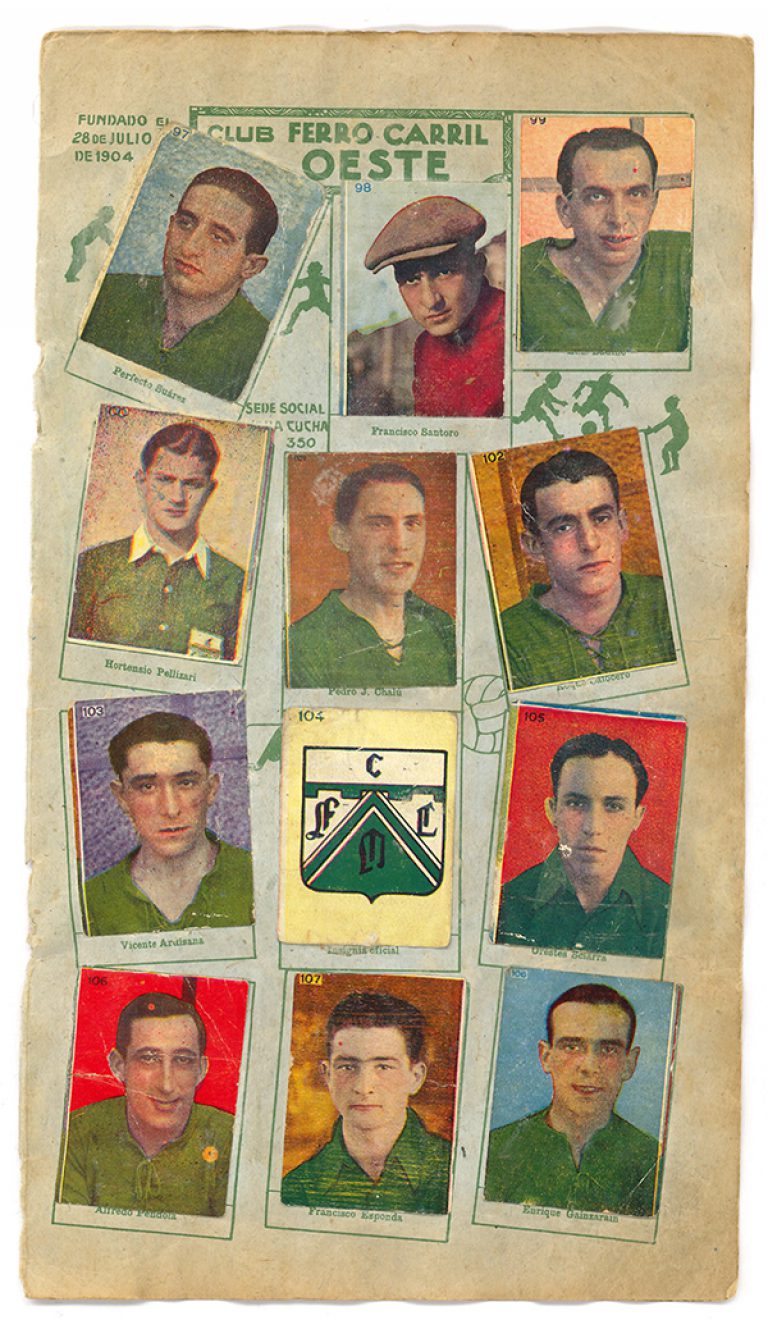 FUNDADO EL
28 DE JULIO
DE 1904
CLUB FERRO CARRIL
OESTE
97
Perfecto Suárez
98
Francisco Santoro
99
SEDE SOCIAL
CUCHA
350
Hortensio Pellizari
Pedro J. Chalú
102
103
Vicente
104
C
F C
Insignia oficial
105
Orestes Sciarra
106
Alfredo
107
Francisco Esponda
108
Enrique Gainzarain